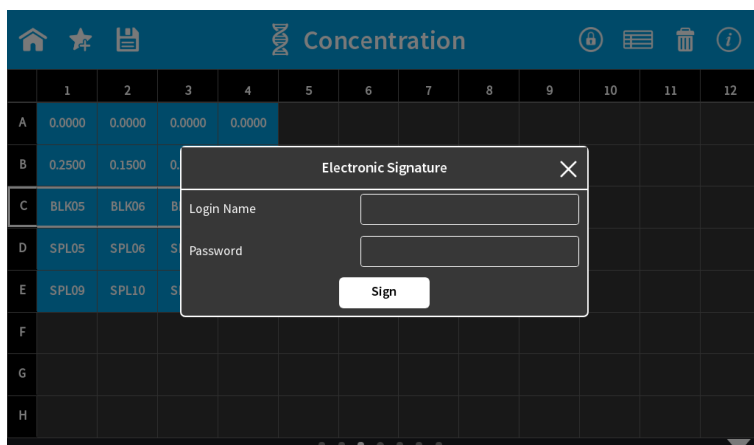 Concentration
1 2 3 4 5 6 7 8 9 10 11 12
A 0.0000 0.0000 0.0000 0.0000
B 0.2500 0.1500
C BLK05 BLK06
D SPL05 SPL06
E SPL09 SPL10
F
G
H
Electronic Signature
Login Name
Password
Sign